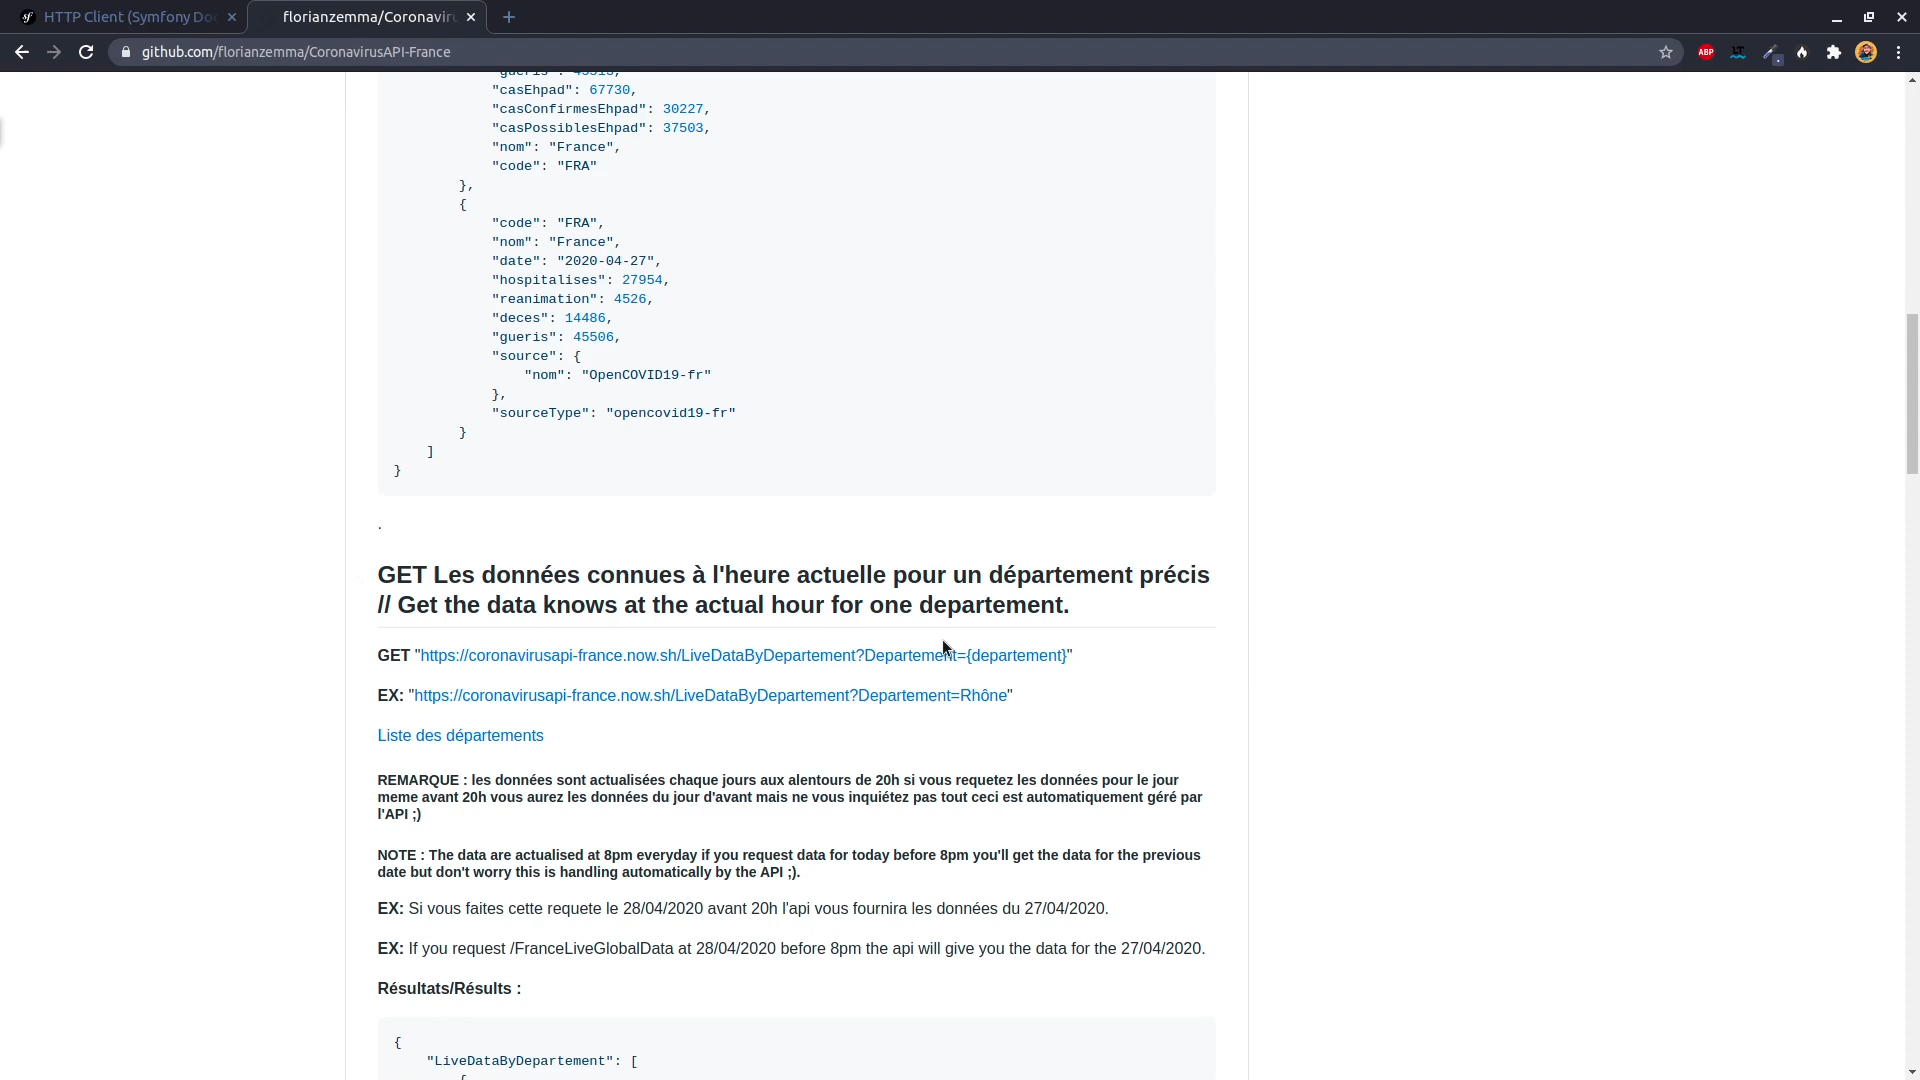 HTTP Client (Symfony Do
florianzemma/Coronavir
github.com/florianzemma/CoronavirusAPI-France
ABP
"casEhpad": 67730,
"casConfirmesEhpad": 30227,
"casPossiblesEhpad": 37503,
"nom": "France",
"code": "FRA"
},
{
"code": "FRA",
"nom": "France",
"date": "2020-04-27",
"hospitalises": 27954,
"reanimation": 4526,
"deces": 14486,
"gueris": 45506,
"source": {
"nom": "OpenCOVID19-fr"
},
"sourceType": "opencovid19-fr"
}
]
}
.
GET Les données connues à l'heure actuelle pour un département précis
// Get the data knows at the actual hour for one departement.
GET "https://coronavirusapi-france.now.sh/LiveDataByDepartement?Departement={departement}"
EX: "https://coronavirusapi-france.now.sh/LiveDataByDepartement?Departement=Rhône"
Liste des départements
REMARQUE : les données sont actualisées chaque jours aux alentours de 20h si vous requetez les données pour le jour
meme avant 20h vous aurez les données du jour d'avant mais ne vous inquiétez pas tout ceci est automatiquement géré par
l'API ;)
NOTE : The data are actualised at 8pm everyday if you request data for today before 8pm you'll get the data for the previous
date but don't worry this is handling automatically by the API ;).
EX: Si vous faites cette requete le 28/04/2020 avant 20h l'api vous fournira les données du 27/04/2020.
EX: If you request /FranceLiveGlobalData at 28/04/2020 before 8pm the api will give you the data for the 27/04/2020.
Résultats/Résults :
{
"LiveDataByDepartement": [
{